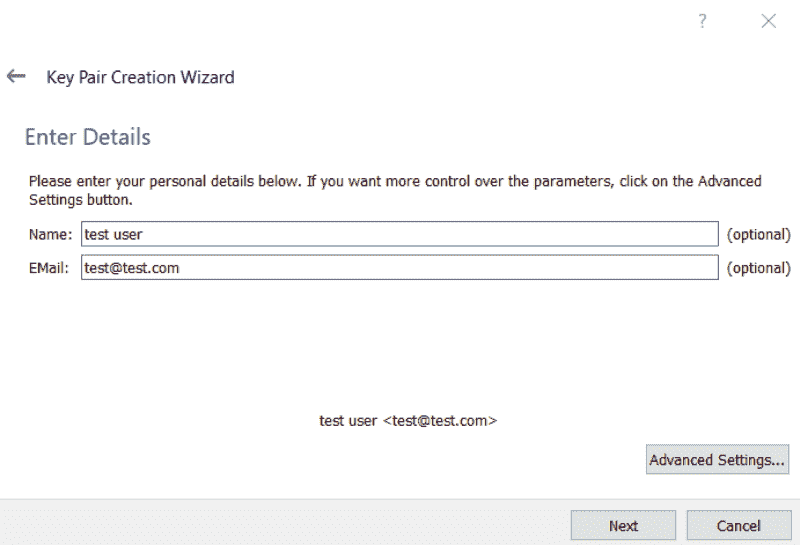 ?
Key Pair Creation Wizard
Enter Details
Please enter your personal details below. If you want more control over the parameters, click on the Advanced
Settings button.
Name: test user (optional)
EMail: test@test.com (optional)
test user <test@test.com>
Advanced Settings...
Next Cancel